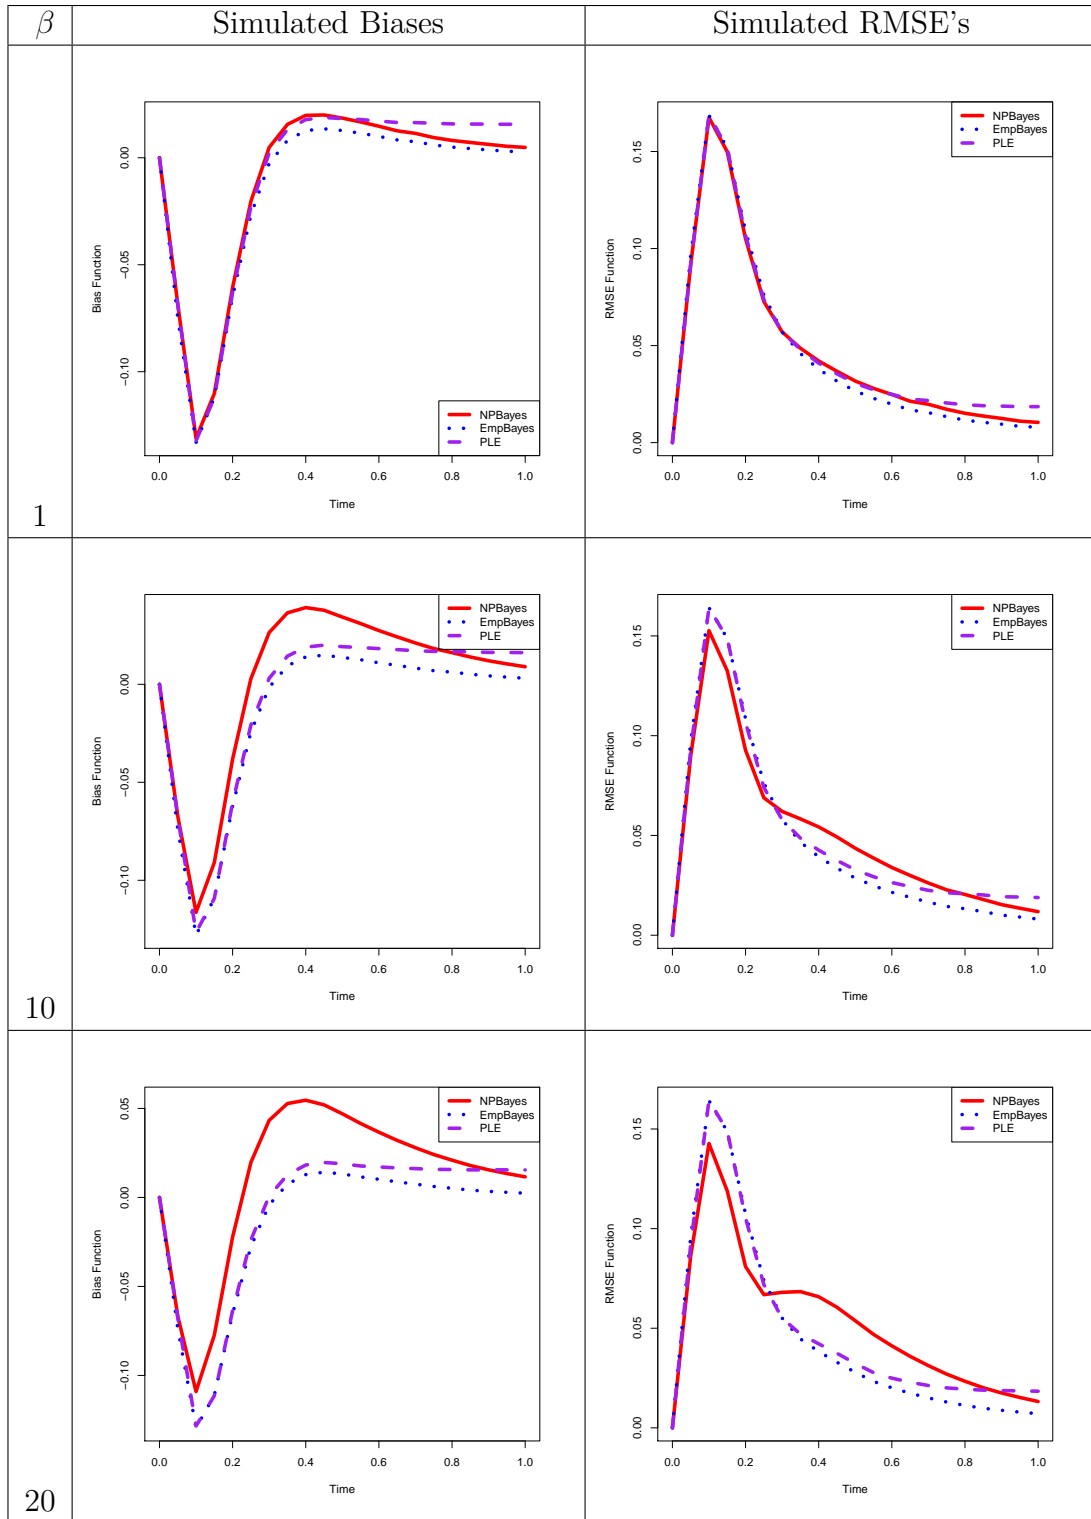 β Simulated Biases Simulated RMSE's
1
0.00
−0.05
−0.10
Bias Function
0.0 0.2 0.4 0.6 0.8 1.0
Time
NPBayes
EmpBayes
PLE
0.15
0.10
0.05
0.00
RMSE Function
0.0 0.2 0.4 0.6 0.8 1.0
Time
NPBayes
EmpBayes
PLE
10
0.00
−0.05
−0.10
Bias Function
0.0 0.2 0.4 0.6 0.8 1.0
Time
NPBayes
EmpBayes
PLE
0.15
0.10
0.05
0.00
RMSE Function
0.0 0.2 0.4 0.6 0.8 1.0
Time
NPBayes
EmpBayes
PLE
20
0.05
0.00
−0.05
−0.10
Bias Function
0.0 0.2 0.4 0.6 0.8 1.0
Time
NPBayes
EmpBayes
PLE
0.15
0.10
0.05
0.00
RMSE Function
0.0 0.2 0.4 0.6 0.8 1.0
Time
NPBayes
EmpBayes
PLE